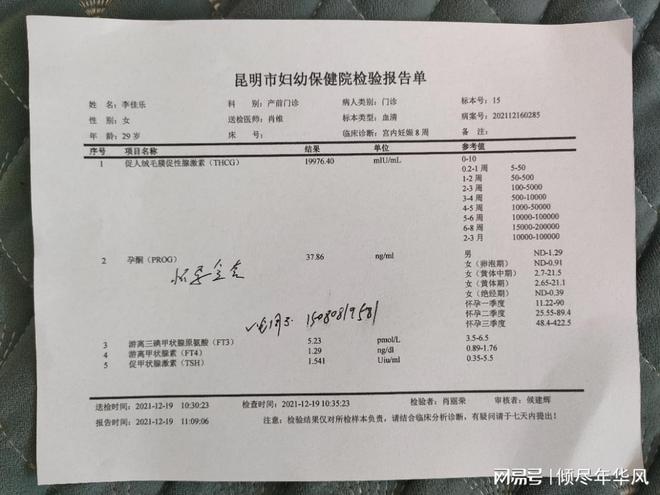 昆明市妇幼保健院检验报告单
姓 名：李佳乐 科 别：产前门诊 病人类别：门诊 标本号：15
性 别：女 送检医师：肖维 标本类型：血清 病案号：202112160285
年 龄：29 岁 床 号： 临床诊断：宫内妊娠 8 周 备 注：
序号 项目名称 结果 单位 参考值
1 促人绒毛膜促性腺激素（THCG） 19976.40 mIU/mL 0-10
0.2-1 周 5-50
1-2 周 50-500
2-3 周 100-5000
3-4 周 500-10000
4-5 周 1000-50000
5-6 周 10000-100000
6-8 周 15000-200000
2-3 月 10000-100000
2 孕酮（PROG） 37.86 ng/ml 男 ND-1.29
女（卵泡期） ND-0.91
女（黄体中期） 2.7-21.5
女（黄体期） 2.65-21.1
女（绝经期） ND-0.39
怀孕一季度 11.22-90
怀孕二季度 25.55-89.4
怀孕三季度 48.4-422.5
怀孕
15080819581
3 游离三碘甲状腺原氨酸（FT3） 5.23 pmol/L 3.5-6.5
4 游离甲状腺素（FT4） 1.29 ng/dl 0.89-1.76
5 促甲状腺激素（TSH） 1.541 Uiu/ml 0.35-5.5
送检时间：2021-12-19 10:30:23 检查时间：2021-12-19 10:35:23 检验者：肖丽荣 审核者：候建辉
报告时间：2021-12-19 11:09:06 注意：检验结果仅对所检样本负责，请结合临床分析诊断，有疑问请于七天内提出！
网易号 | 倾尽年华风